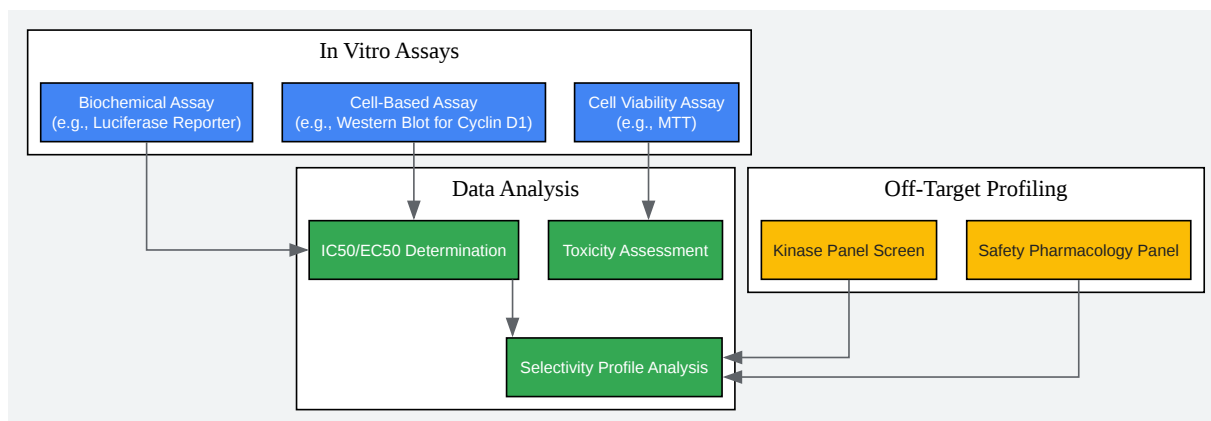 In Vitro Assays
Biochemical Assay
(e.g., Luciferase Reporter)
Cell-Based Assay
(e.g., Western Blot for Cyclin D1)
Cell Viability Assay
(e.g., MTT)
Data Analysis
IC50/EC50 Determination
Toxicity Assessment
Selectivity Profile Analysis
Off-Target Profiling
Kinase Panel Screen
Safety Pharmacology Panel